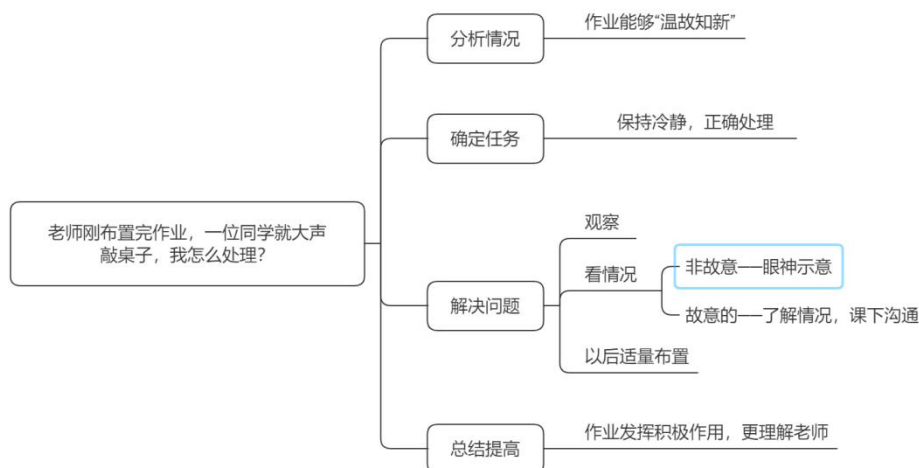 分析情况
作业能够“温故知新”
确定任务
保持冷静，正确处理
老师刚布置完作业，一位同学就大声
敲桌子，我怎么处理？
解决问题
观察
看情况
非故意——眼神示意
故意的——了解情况，课下沟通
以后适量布置
总结提高
作业发挥积极作用，更理解老师